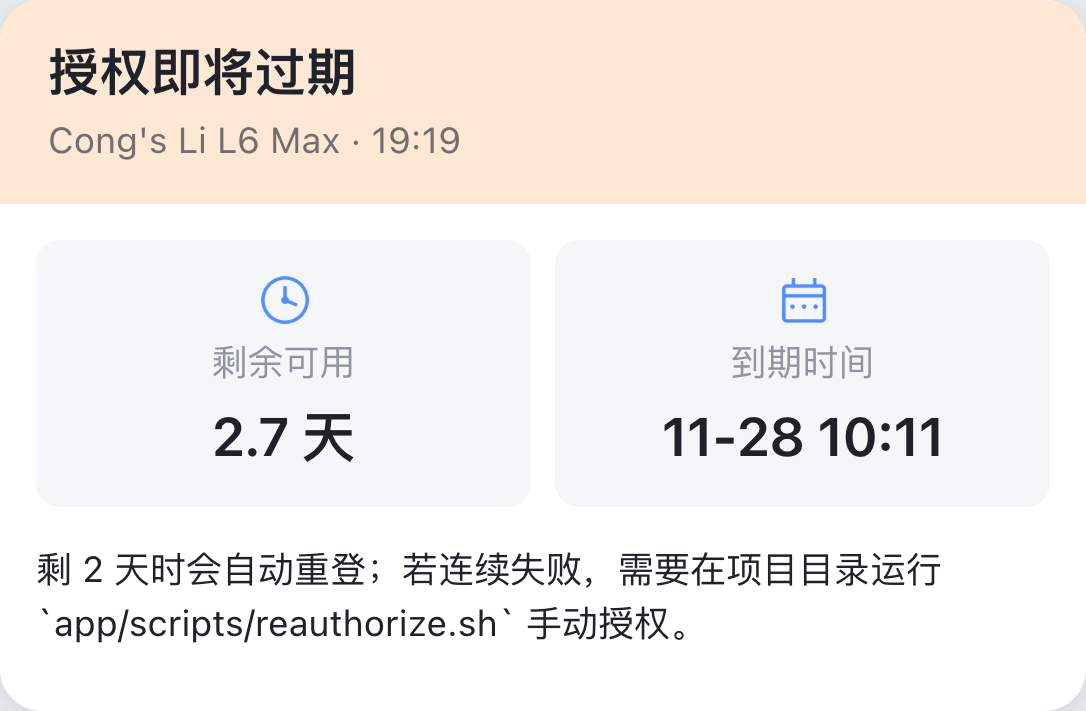 授权即将过期
Cong's Li L6 Max · 19:19
剩余可用
2.7 天
到期时间
11-28 10:11
剩 2 天时会自动重登；若连续失败，需要在项目目录运行
`app/scripts/reauthorize.sh` 手动授权。